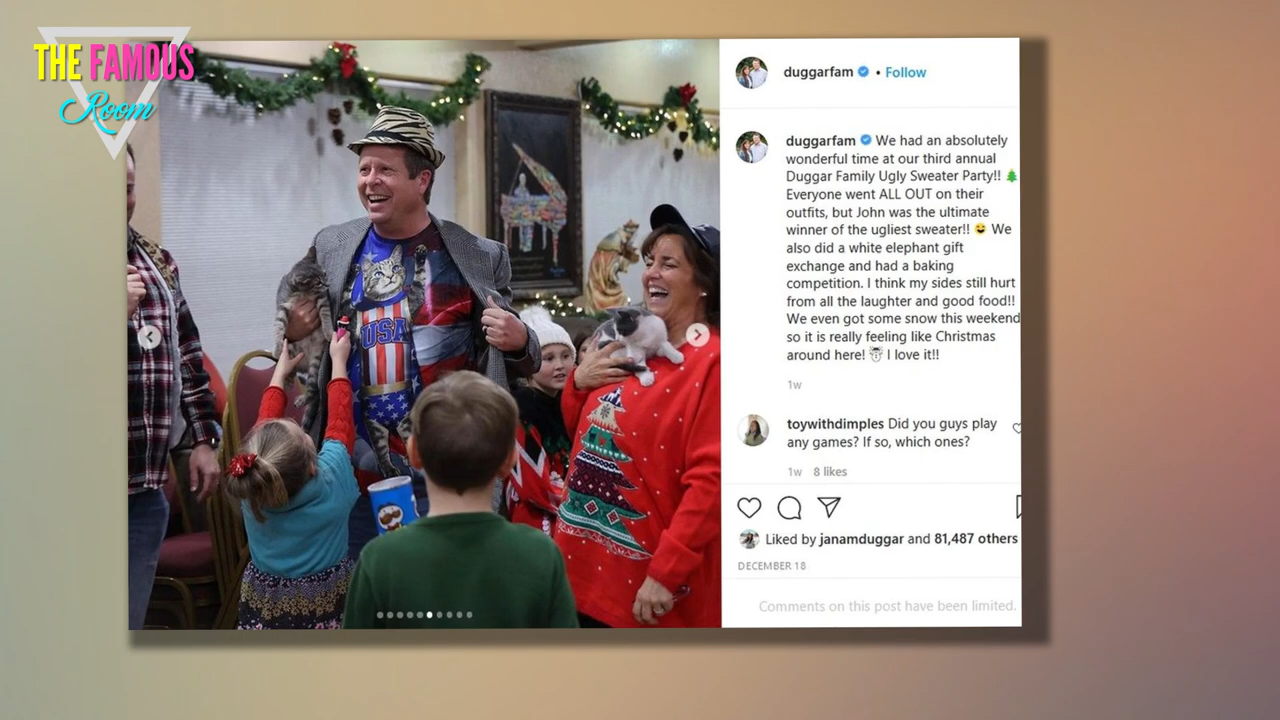 THE FAMOUS
Room
USA
duggarfam • Follow
duggarfam We had an absolutely
wonderful time at our third annual
Duggar Family Ugly Sweater Party!! 🎄
Everyone went ALL OUT on their
outfits, but John was the ultimate
winner of the ugliest sweater!! 😂 We
also did a white elephant gift
exchange and had a baking
competition. I think my sides still hurt
from all the laughter and good food!!
We even got some snow this weekend
so it is really feeling like Christmas
around here! ☃️ I love it!!
1w
toywithdimples Did you guys play
any games? If so, which ones?
1w 8 likes
Liked by janamduggar and 81,487 others
DECEMBER 18
Comments on this post have been limited.